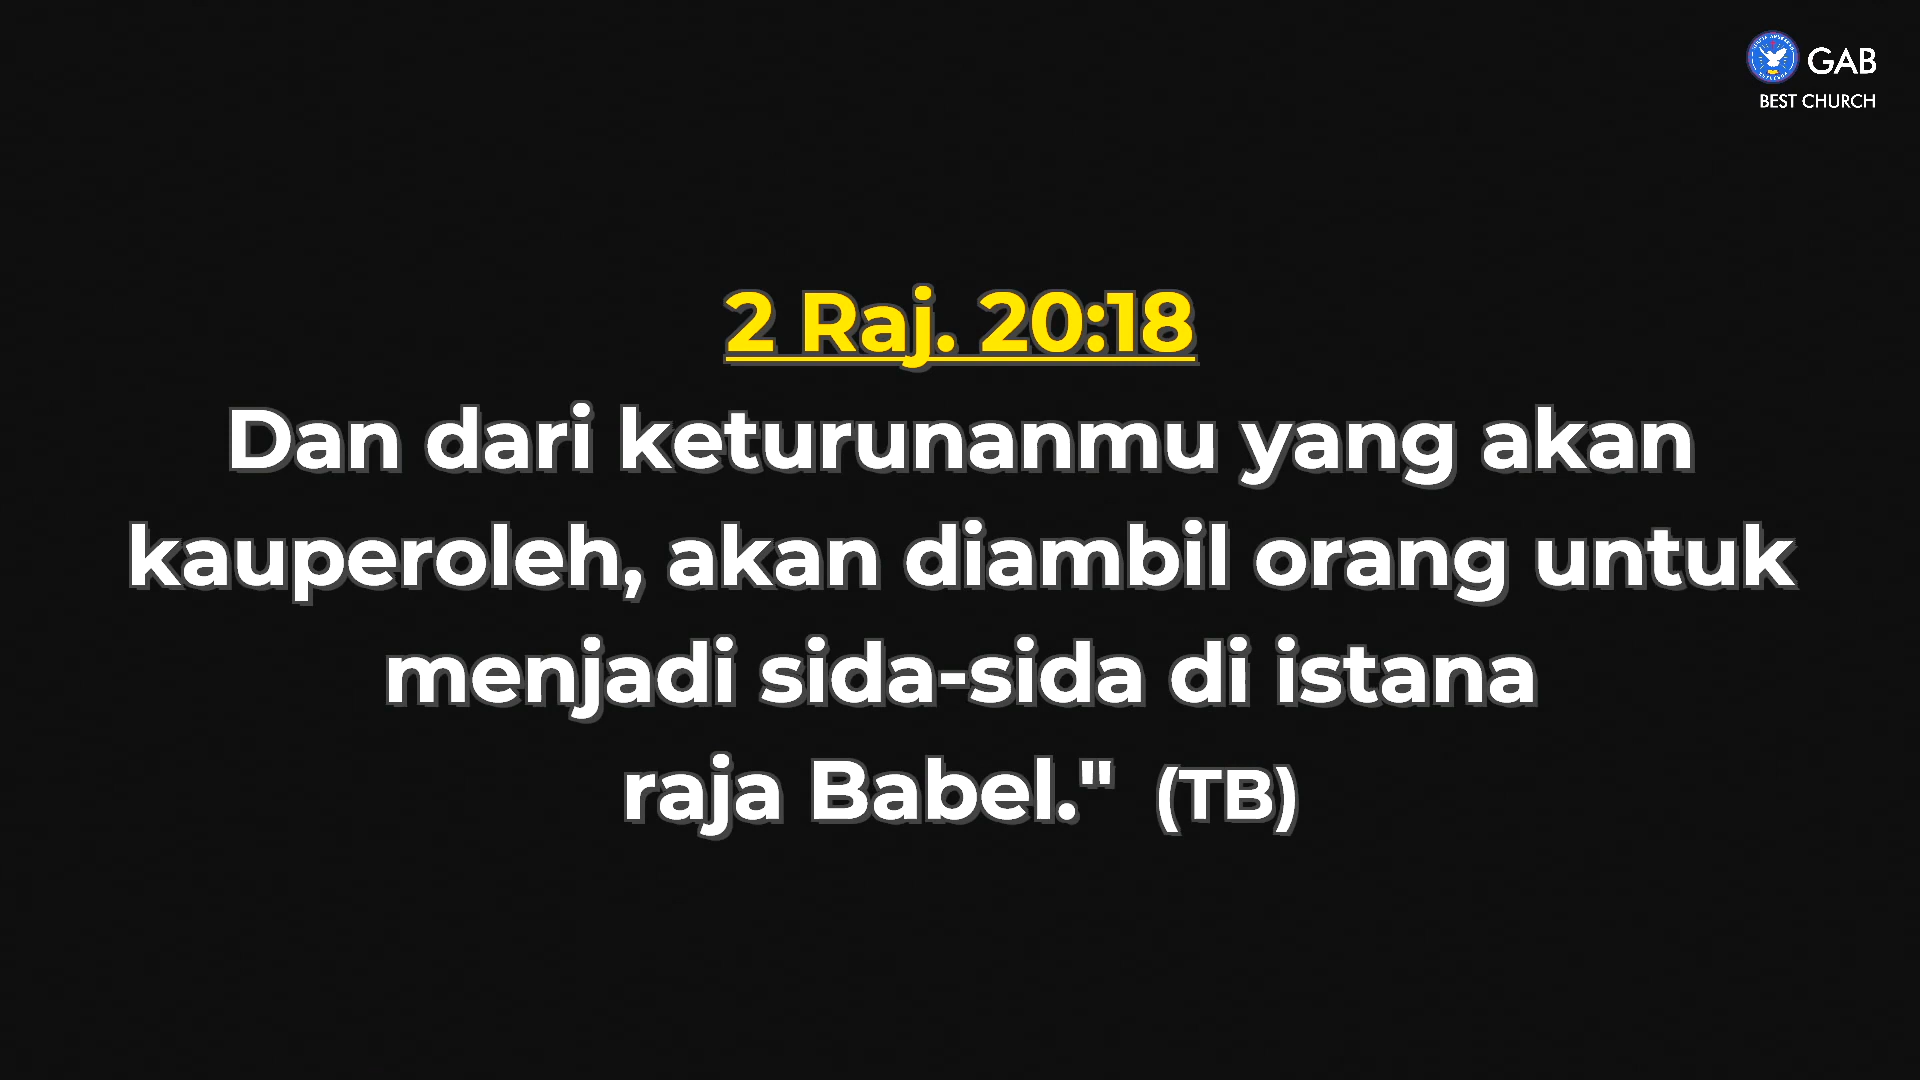 GAB
BEST CHURCH
2 Raj. 20:18
Dan dari keturunanmu yang akan
kauperoleh, akan diambil orang untuk
menjadi sida-sida di istana
raja Babel." (TB)